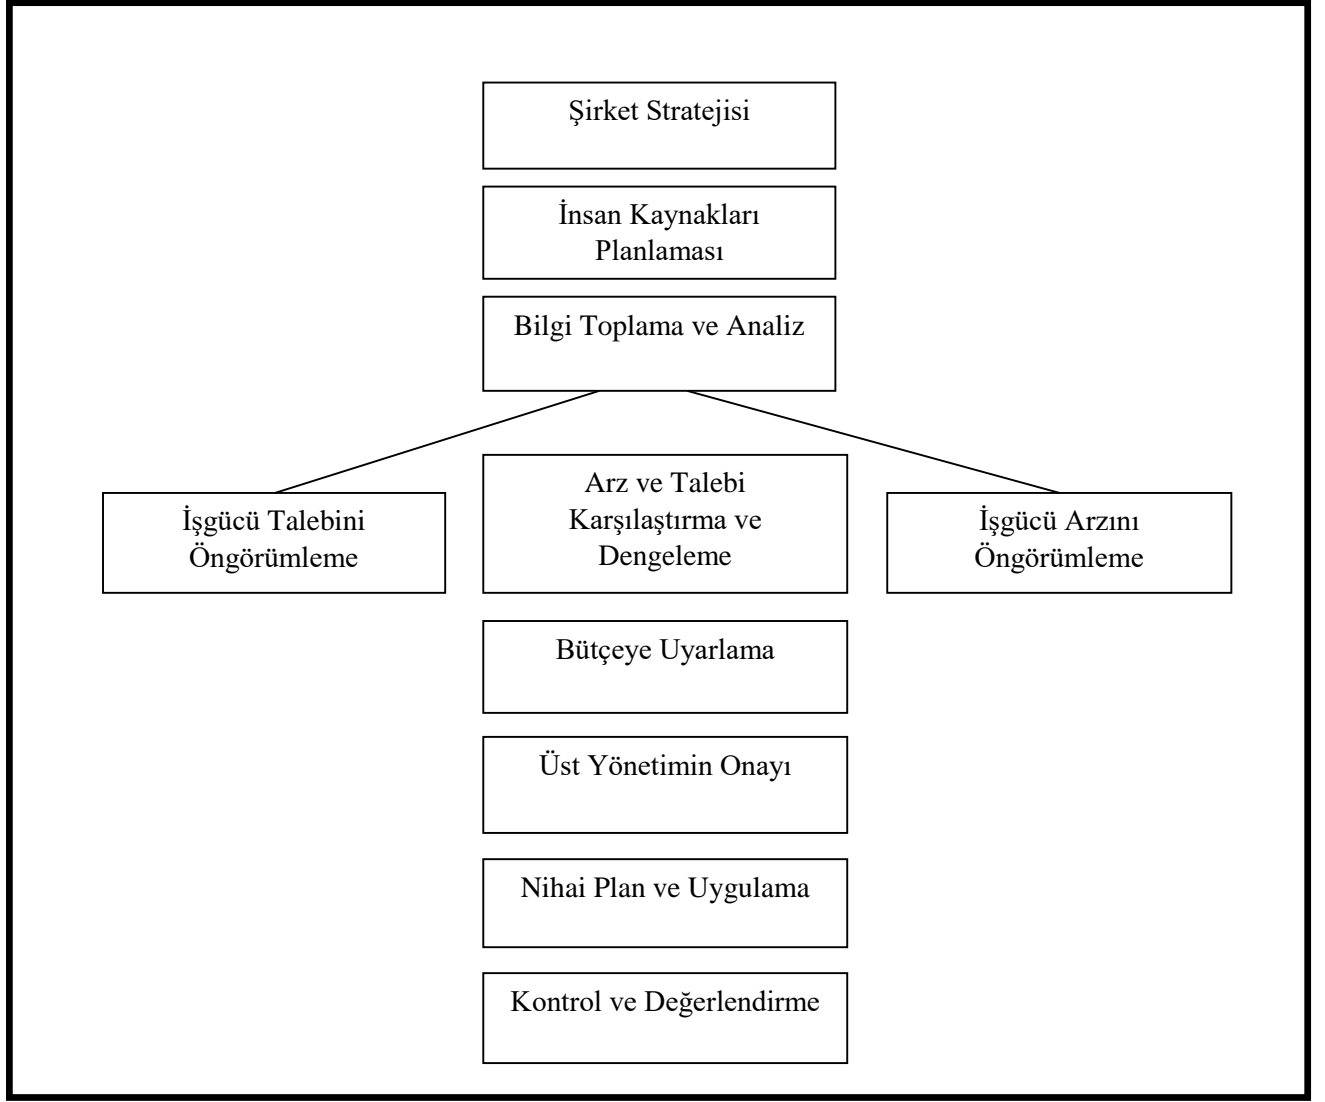 Şirket Stratejisi
İnsan Kaynakları
Planlaması
Bilgi Toplama ve Analiz
İşgücü Talebini
Öngörümleme
Arz ve Talebi
Karşılaştırma ve
Dengeleme
İşgücü Arzını
Öngörümleme
Bütçeye Uyarlama
Üst Yönetimin Onayı
Nihai Plan ve Uygulama
Kontrol ve Değerlendirme